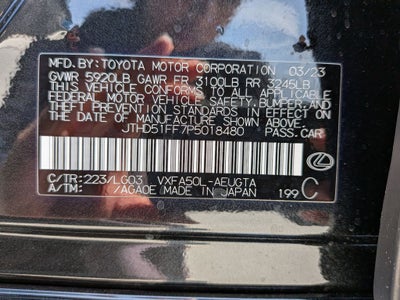 MFD. BY: TOYOTA MOTOR CORPORATION 03/23
GVWR 5920LB GAWR FR 3100LB RR 3245LB
THIS VEHICLE CONFORMS TO ALL APPLICABLE
FEDERAL MOTOR VEHICLE SAFETY, BUMPER, AND
THEFT PREVENTION STANDARDS IN EFFECT ON
THE DATE OF MANUFACTURE SHOWN ABOVE.
JTHD51FF7P5018480 PASS.CAR
C/TR: 223/LG03 VXFA50L-AEUGTA
A/TM: -/AGA0E MADE IN JAPAN 199 C